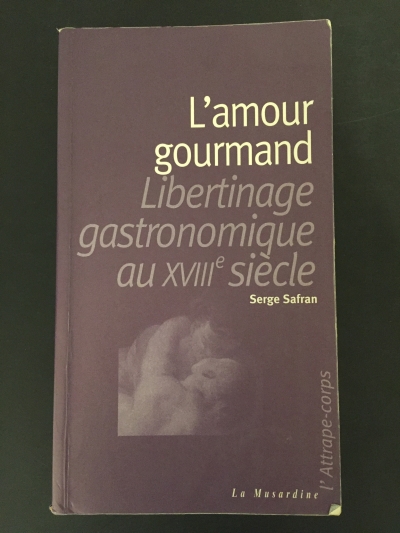 L'amour
gourmand
Libertinage
gastronomique
au XVIIIe siècle
Serge Safran
l'Attrape-corps
La Musardine